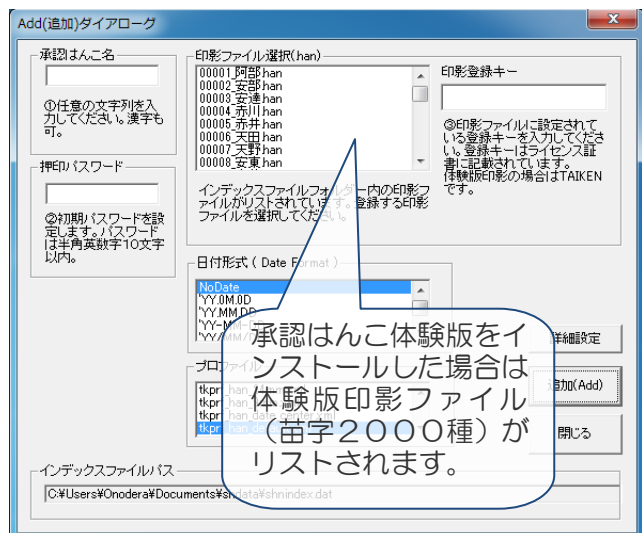 Add(追加)ダイアローグ
承認はんこ名
①任意の文字列を入
力してください。漢字も
可。
押印パスワード
②初期パスワードを設
定します。パスワード
は半角英数字10文字
以内。
印影ファイル選択(han)
00001_阿部.han
00002_安部.han
00003_安達.han
00004_赤川.han
00005_赤井.han
00006_天田.han
00007_天野.han
00008_安東.han
インデックスファイルフォルダー内の印影フ
ァイルがリストされています。登録する印影
ファイルを選択してください。
印影登録キー
③印影ファイルに設定されて
いる登録キーを入力してくださ
い。登録キーはライセンス証
書に記載されています。
体験版印影の場合はTAIKEN
です。
日付形式 ( Date Format )
NoDate
'YY.0M.0D
'YY.MM.DD
'YY-MM-DD
'YY/MM/DD
プロファイル
承認はんこ体験版をイ
ンストールした場合は
体験版印影ファイル
（苗字２０００種）が
リストされます。
詳細設定
追加(Add)
閉じる
インデックスファイルパス
C:¥Users¥Onodera¥Documents¥shdata¥shnindex.dat